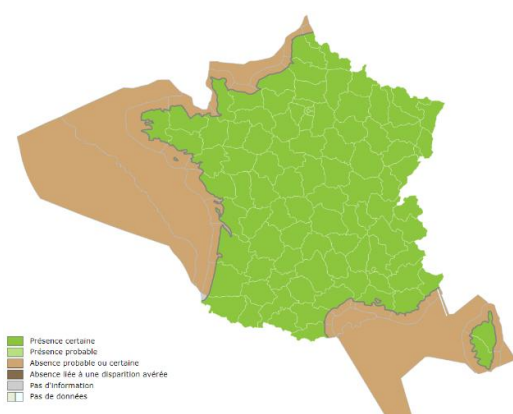 Présence certaine
Présence probable
Absence probable ou certaine
Absence liée à une disparition avérée
Pas d'information
Pas de données